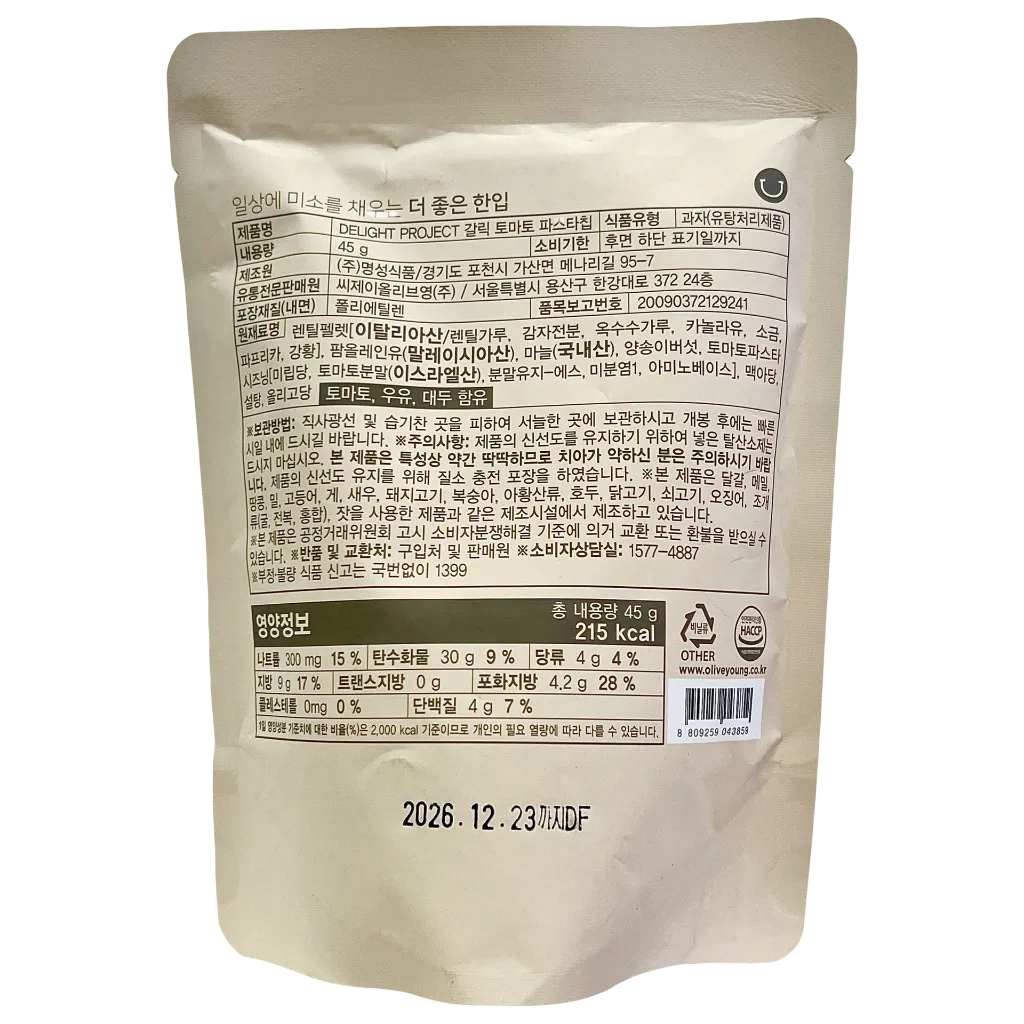 일상에 미소를 채우는 더 좋은 한입
제품명 DELIGHT PROJECT 갈릭 토마토 파스타칩 식품유형 과자(유탕처리제품)
내용량 45 g 소비기한 후면 하단 표기일까지
제조원 (주)명성식품/경기도 포천시 가산면 메나리길 95-7
유통전문판매원 씨제이올리브영(주) / 서울특별시 용산구 한강대로 372 24층
포장재질(내면) 폴리에틸렌 품목보고번호 20090372129241
원재료명 렌틸펠렛[이탈리아산/렌틸가루, 감자전분, 옥수수가루, 카놀라유, 소금,
파프리카, 강황], 팜올레인유(말레이시아산), 마늘(국내산), 양송이버섯, 토마토파스타
시즈닝[미립당, 토마토분말(이스라엘산), 분말유지-에스, 미분염1, 아미노베이스], 맥아당,
설탕, 올리고당 토마토, 우유, 대두 함유
※보관방법: 직사광선 및 습기찬 곳을 피하여 서늘한 곳에 보관하시고 개봉 후에는 빠른
시일 내에 드시길 바랍니다. ※주의사항: 제품의 신선도를 유지하기 위하여 넣은 탈산소제는
드시지 마십시오. 본 제품은 특성상 약간 딱딱하므로 치아가 약하신 분은 주의하시기 바랍
니다. 제품의 신선도 유지를 위해 질소 충전 포장을 하였습니다. ※본 제품은 달걀, 메밀,
땅콩, 밀, 고등어, 게, 새우, 돼지고기, 복숭아, 아황산류, 호두, 닭고기, 쇠고기, 오징어, 조개
류(굴, 전복, 홍합), 잣을 사용한 제품과 같은 제조시설에서 제조하고 있습니다.
※본 제품은 공정거래위원회 고시 소비자분쟁해결 기준에 의거 교환 또는 환불을 받으실 수
있습니다. ※반품 및 교환처: 구입처 및 판매원 ※소비자상담실: 1577-4887
※부정·불량 식품 신고는 국번없이 1399
영양정보 총 내용량 45 g
215 kcal
나트륨 300 mg 15 % 탄수화물 30 g 9 % 당류 4 g 4 %
지방 9 g 17 % 트랜스지방 0 g 포화지방 4.2 g 28 %
콜레스테롤 0mg 0 % 단백질 4 g 7 %
1일 영양성분 기준치에 대한 비율(%)은 2,000 kcal 기준이므로 개인의 필요 열량에 따라 다를 수 있습니다.
비닐류
OTHER
HACCP
www.oliveyoung.co.kr
8 809259 043859
2026.12.23까지DF